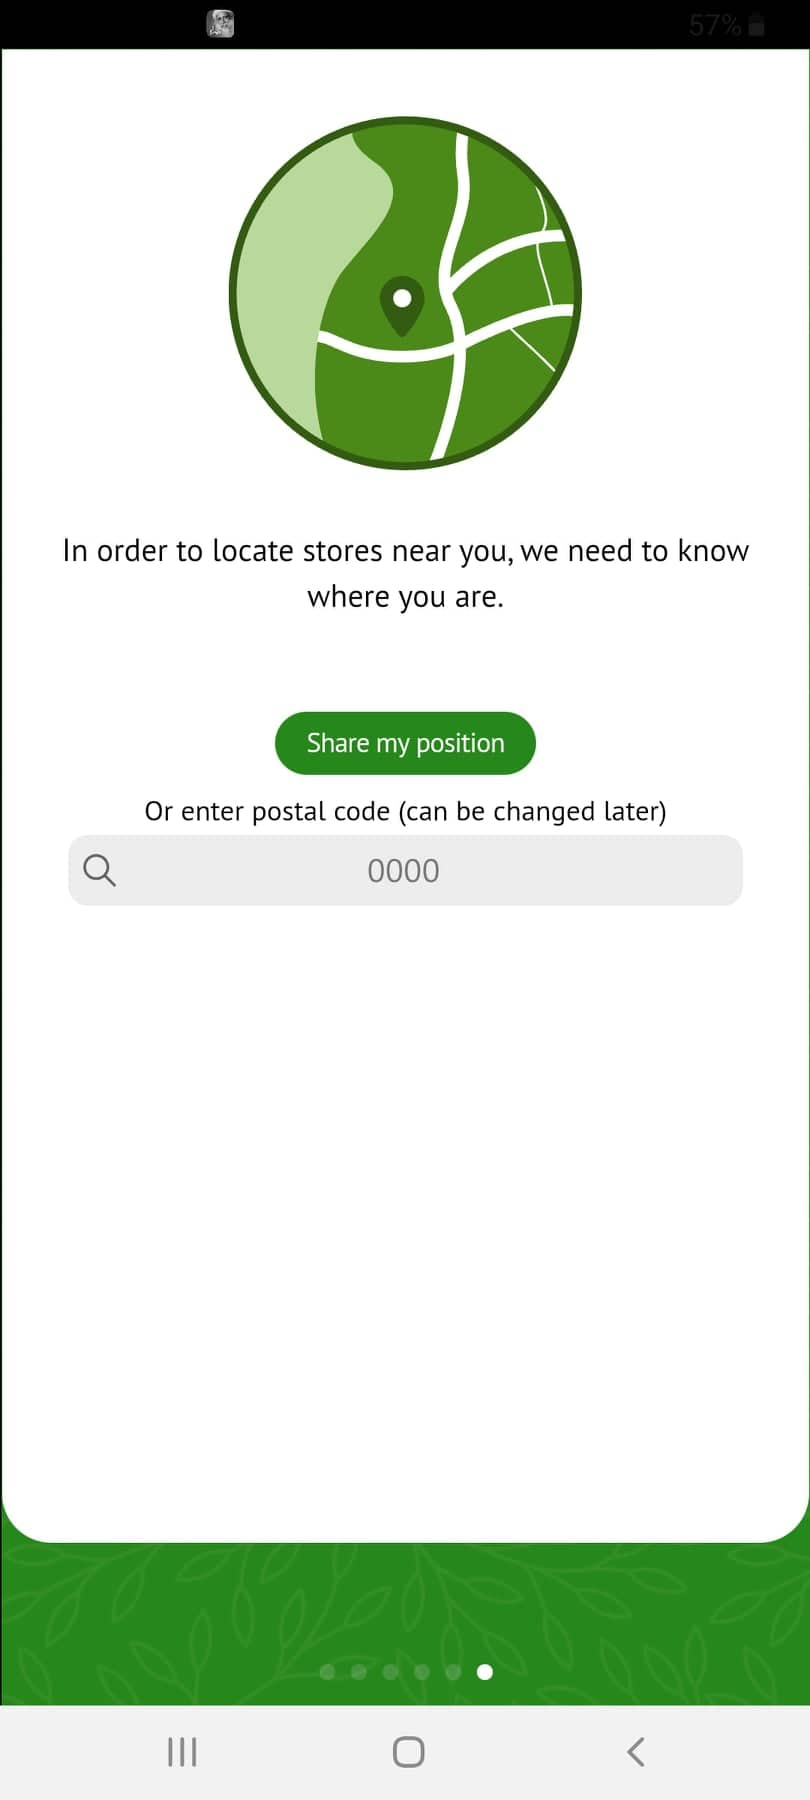 57%
In order to locate stores near you, we need to know
where you are.
Share my position
Or enter postal code (can be changed later)
0000